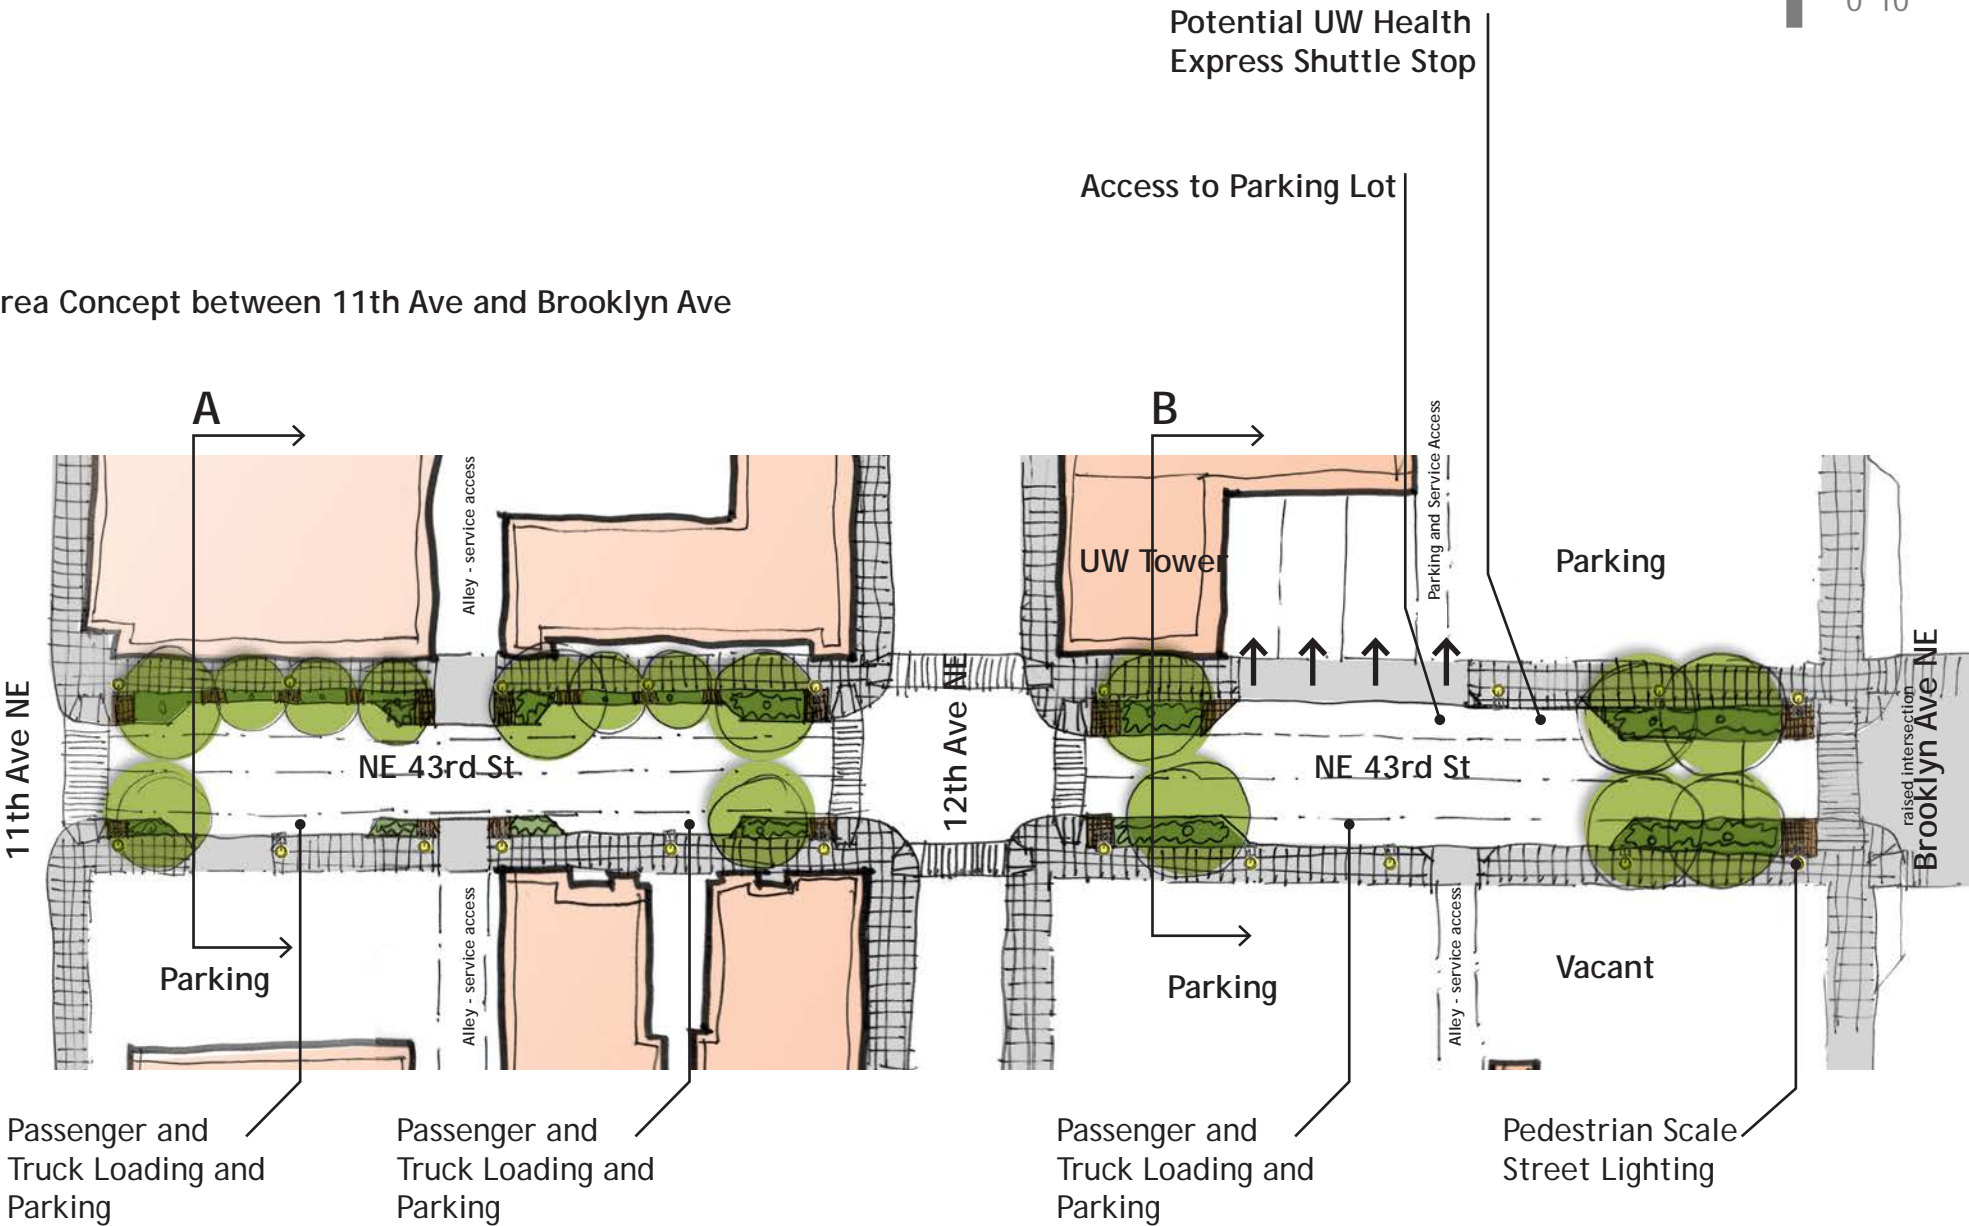 0 10
Potential UW Health
Express Shuttle Stop
Access to Parking Lot
rea Concept between 11th Ave and Brooklyn Ave
A
B
Alley - service access
Parking and Service Access
UW Tower
Parking
11th Ave NE
NE 43rd St
12th Ave NE
NE 43rd St
raised intersection
Brooklyn Ave NE
Parking
Alley - service access
Parking
Alley - service access
Vacant
Passenger and
Truck Loading and
Parking
Passenger and
Truck Loading and
Parking
Passenger and
Truck Loading and
Parking
Pedestrian Scale
Street Lighting